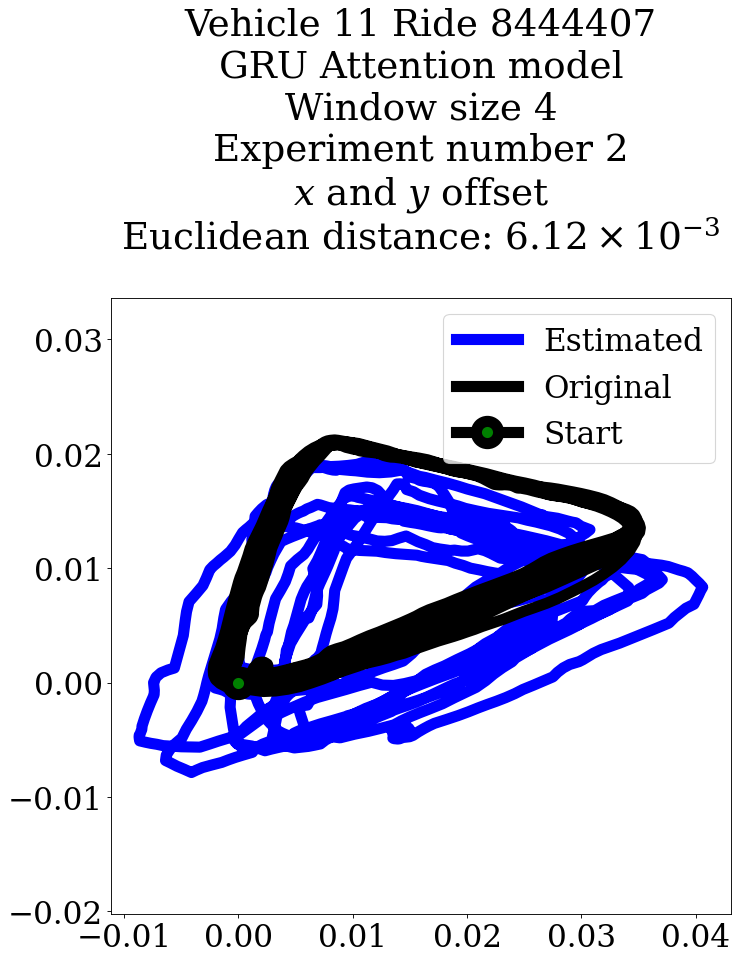 Vehicle 11 Ride 8444407
GRU Attention model
Window size 4
Experiment number 2
x and y offset
Euclidean distance: 6.12 × 10⁻³
Estimated
Original
Start
0.03
0.02
0.01
0.00
−0.01
−0.02
−0.01 0.00 0.01 0.02 0.03 0.04